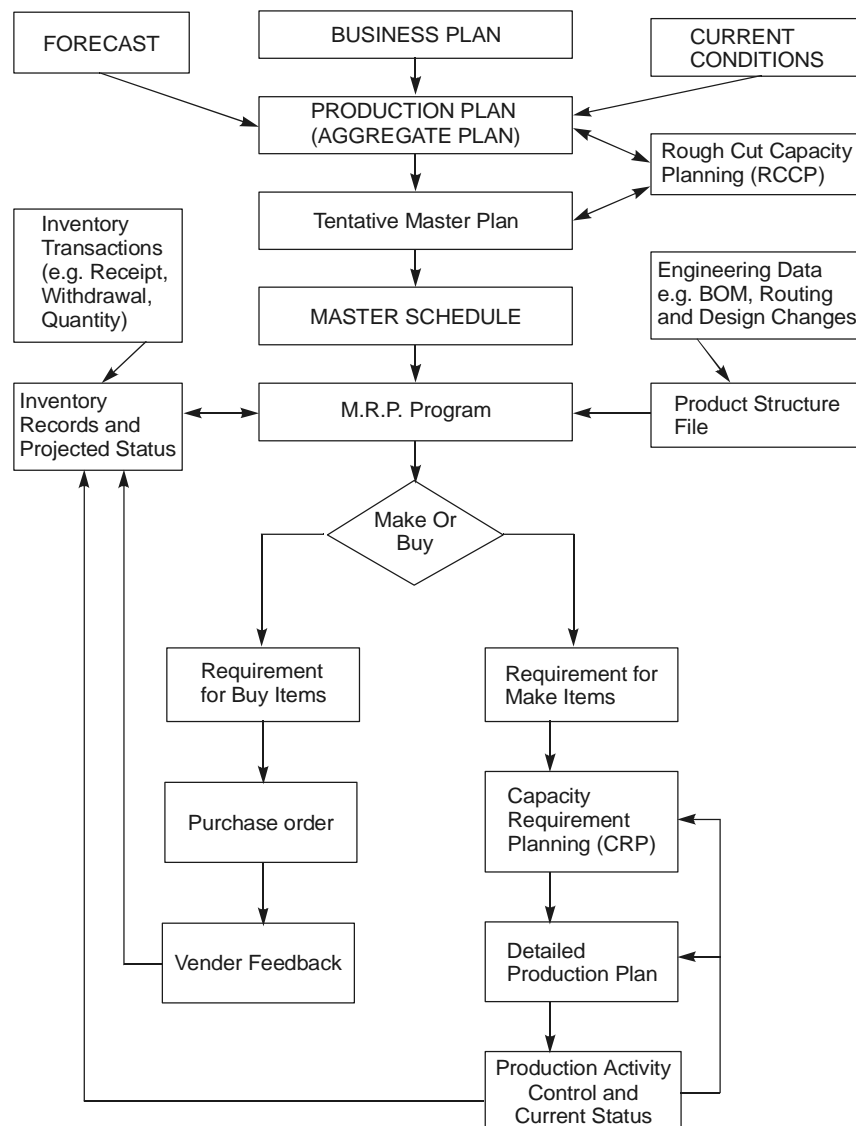 FORECAST
BUSINESS PLAN
CURRENT
CONDITIONS
PRODUCTION PLAN
(AGGREGATE PLAN)
Rough Cut Capacity
Planning (RCCP)
Tentative Master Plan
Inventory
Transactions
(e.g. Receipt,
Withdrawal,
Quantity)
Engineering Data
e.g. BOM, Routing
and Design Changes
MASTER SCHEDULE
Inventory
Records and
Projected Status
M.R.P. Program
Product Structure
File
Make Or
Buy
Requirement
for Buy Items
Requirement for
Make Items
Purchase order
Capacity
Requirement
Planning (CRP)
Vender Feedback
Detailed
Production Plan
Production Activity
Control and
Current Status